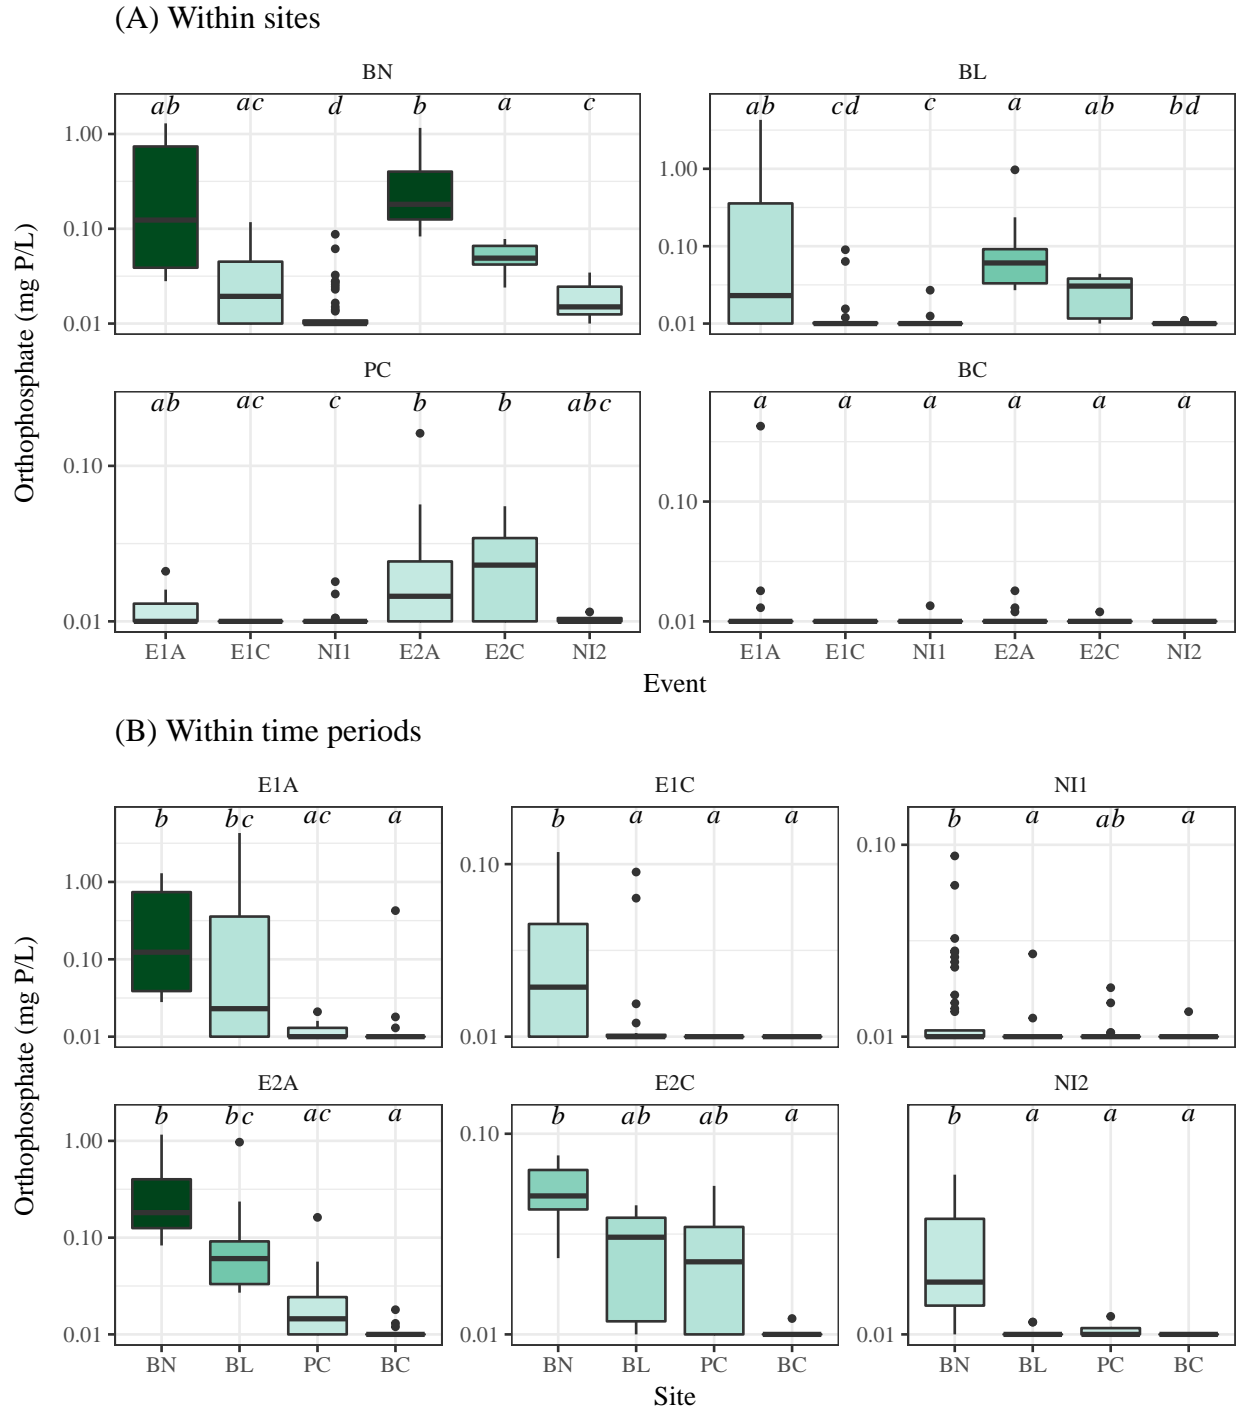 (A) Within sites
BN
BL
ab ac d b a c
ab cd c a ab bd
1.00
0.10
0.01
1.00
0.10
0.01
PC
BC
ab ac c b b abc
a a a a a a
0.10
0.01
0.10
0.01
Orthophosphate (mg P/L)
E1A E1C NI1 E2A E2C NI2
E1A E1C NI1 E2A E2C NI2
Event
(B) Within time periods
E1A
E1C
NI1
b bc ac a
b a a a
b a ab a
1.00
0.10
0.01
0.10
0.01
0.10
0.01
E2A
E2C
NI2
b bc ac a
b ab ab a
b a a a
1.00
0.10
0.01
0.10
0.01
0.01
Orthophosphate (mg P/L)
BN BL PC BC
BN BL PC BC
BN BL PC BC
Site